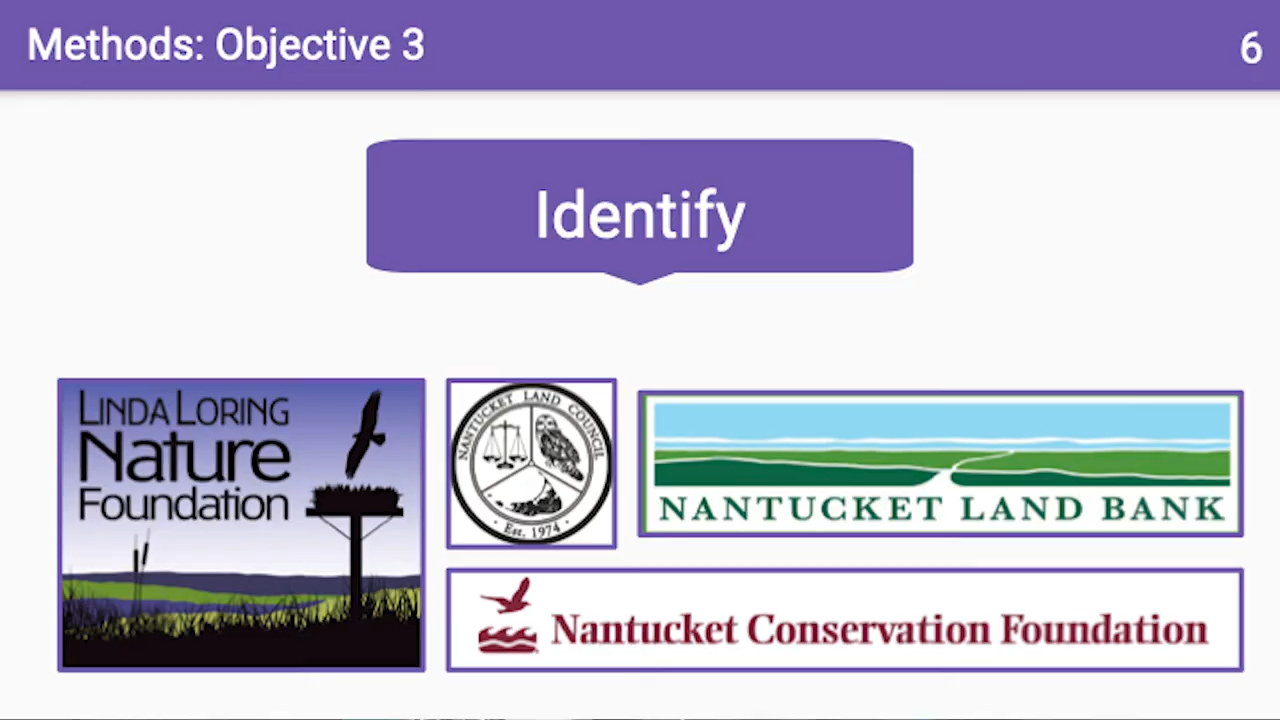 Methods: Objective 3
6
Identify
LINDA LORING
Nature
Foundation
NANTUCKET LAND COUNCIL
· Est. 1974 ·
NANTUCKET LAND BANK
Nantucket Conservation Foundation